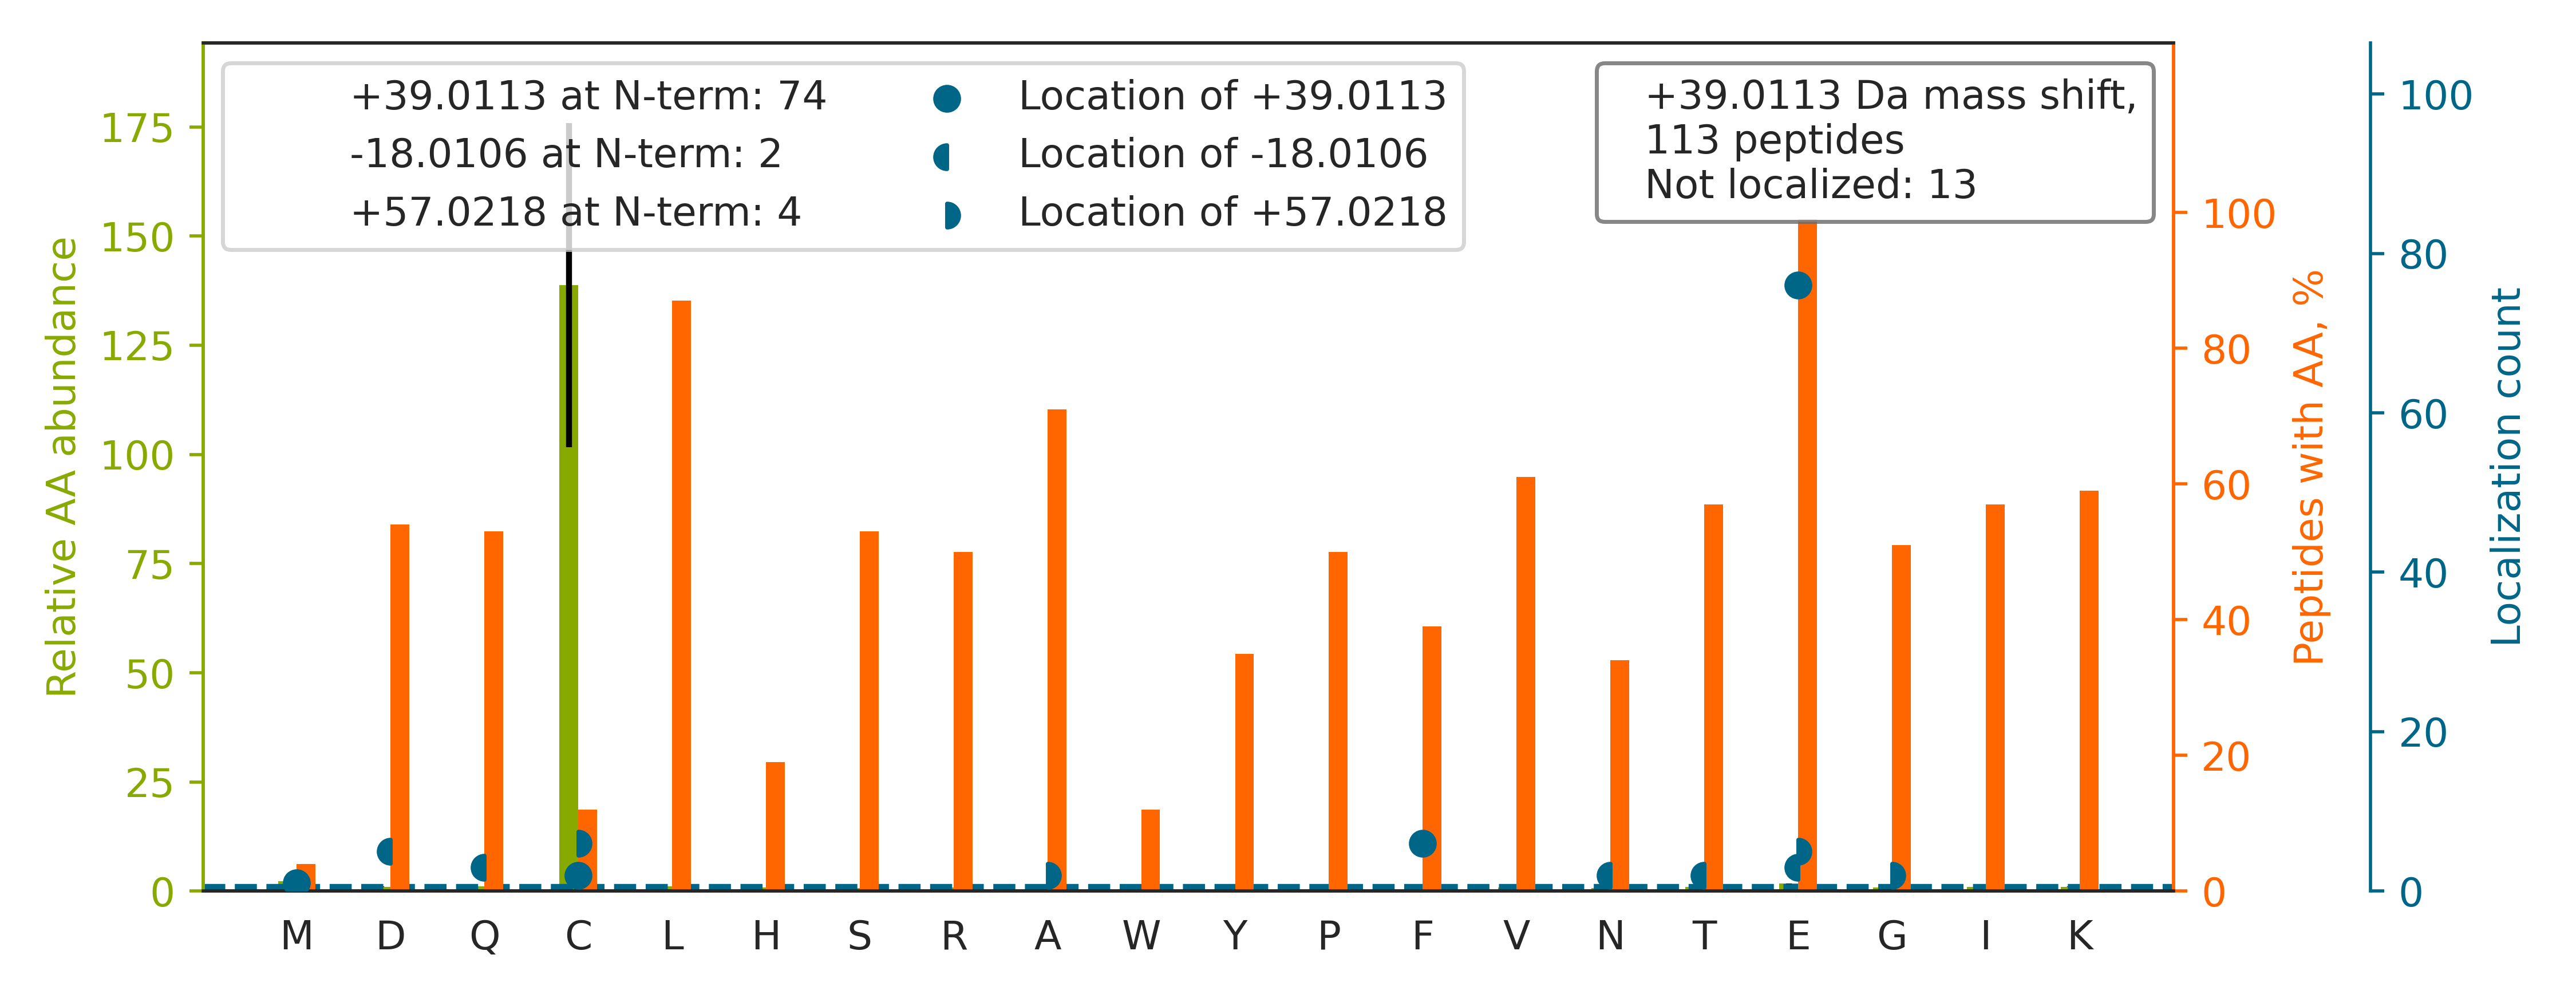 +39.0113 at N-term: 74
-18.0106 at N-term: 2
+57.0218 at N-term: 4
Location of +39.0113
Location of -18.0106
Location of +57.0218
+39.0113 Da mass shift,
113 peptides
Not localized: 13
Relative AA abundance
175
150
125
100
75
50
25
0
M D Q C L H S R A W Y P F V N T E G I K
100
80
60
40
20
0
Peptides with AA, %
100
80
60
40
20
0
Localization count